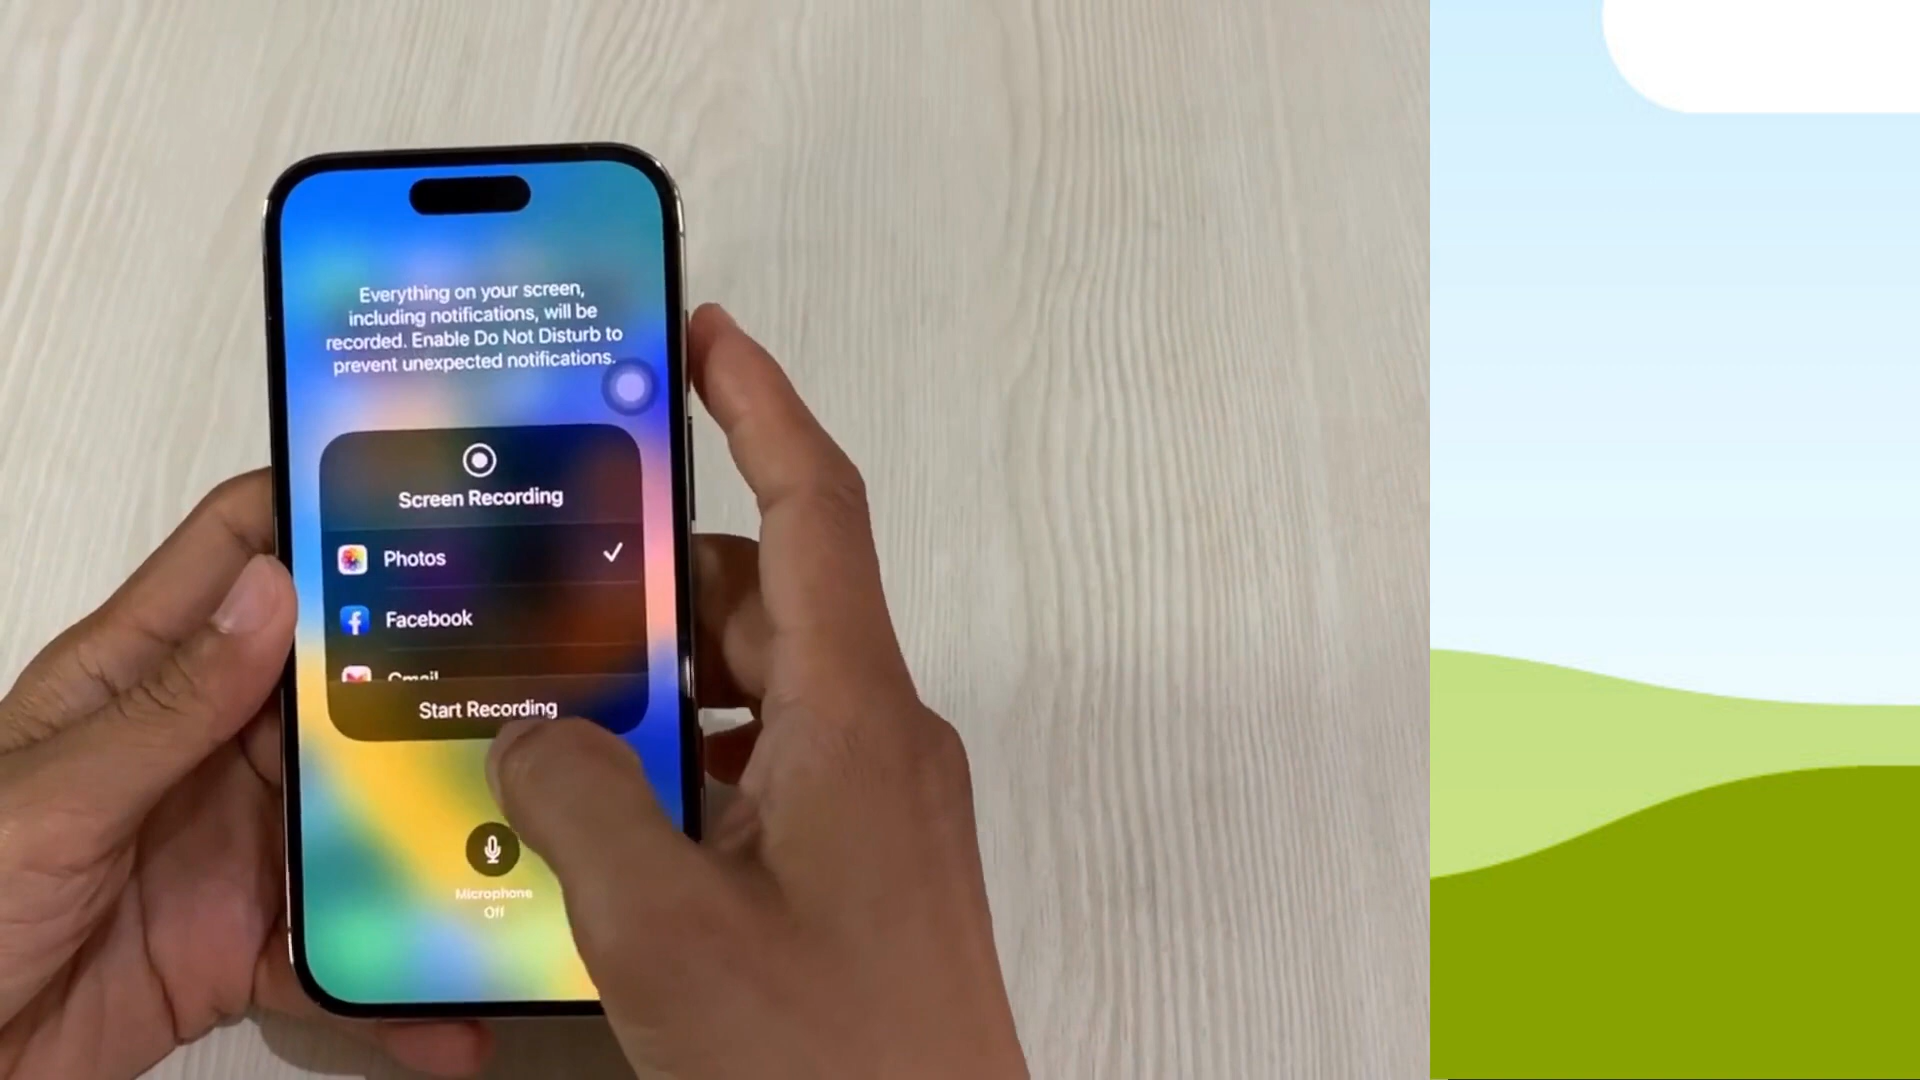 Everything on your screen,
including notifications, will be
recorded. Enable Do Not Disturb to
prevent unexpected notifications.
Screen Recording
Photos
Facebook
Gmail
Start Recording
Microphone
Off